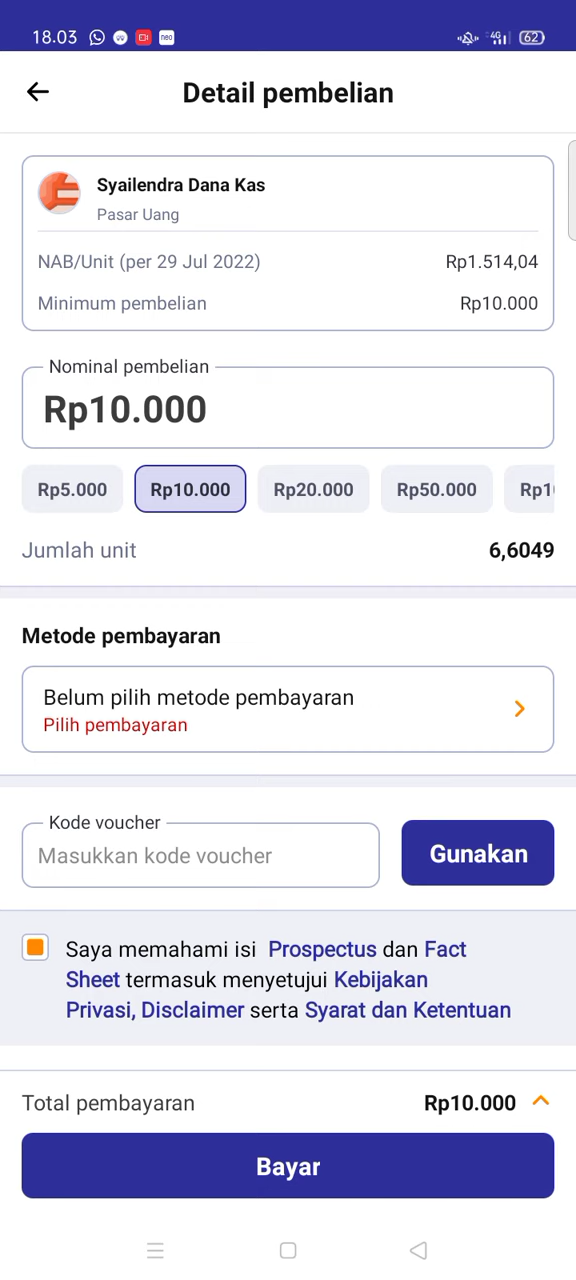 18.03 neo 4G 62
Detail pembelian
Syailendra Dana Kas
Pasar Uang
NAB/Unit (per 29 Jul 2022) Rp1.514,04
Minimum pembelian Rp10.000
Nominal pembelian
Rp10.000
Rp5.000 Rp10.000 Rp20.000 Rp50.000
Jumlah unit 6,6049
Metode pembayaran
Belum pilih metode pembayaran
Pilih pembayaran
Kode voucher
Masukkan kode voucher Gunakan
Saya memahami isi Prospectus dan Fact
Sheet termasuk menyetujui Kebijakan
Privasi, Disclaimer serta Syarat dan Ketentuan
Total pembayaran Rp10.000
Bayar